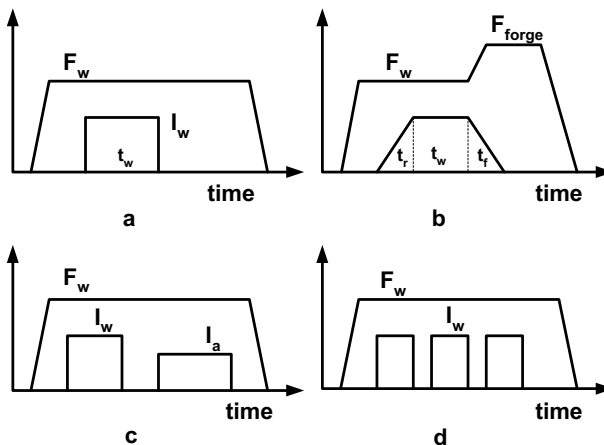 F_w
I_w
t_w
time
a
F_forge
F_w
t_r t_w t_f
time
b
F_w
I_w
I_a
time
c
F_w
I_w
time
d